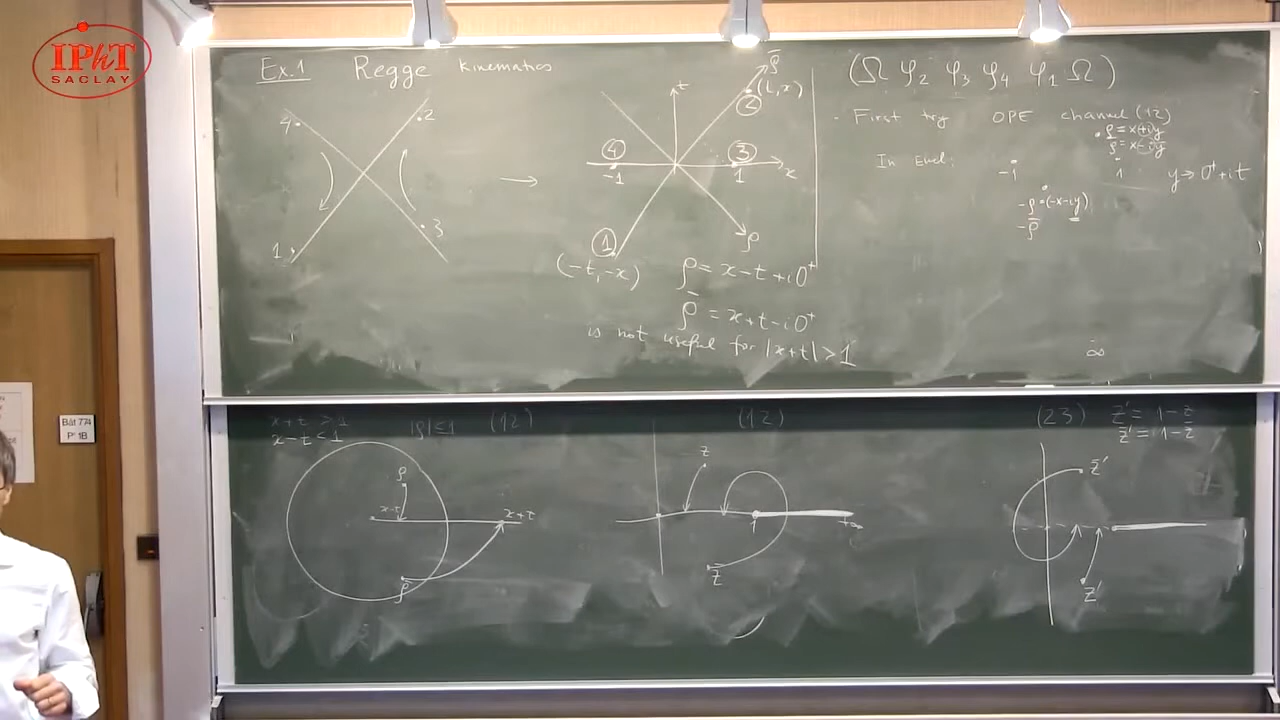 IPhT
SACLAY
Ex.1 Regge kinematics
4
2
1
3
t
ρ̄
(t,x)
②
④
-1
③
1
x
①
ρ
(-t,-x)
ρ = x-t+i0⁺
ρ̄ = x+t-i0⁺
is not useful for |x+t| > 1
(Ω φ₂ φ₃ φ₄ φ₁ Ω)
- First try OPE channel (12)
ρ = x+iy
ρ̄ = x-iy
In Eucl:
-1
1
y → 0⁺+it
-ρ = (-x-iy)
-ρ̄
∞
x+t > 1
x-t < 1
|ρ| ≤ 1
(12)
ρ
x-t
x+t
ρ̄
(12)
z
1
+∞
z̄
(23)
z' = 1-z
z̄' = 1-z̄
z̄'
z'
Bât 774
P 1B